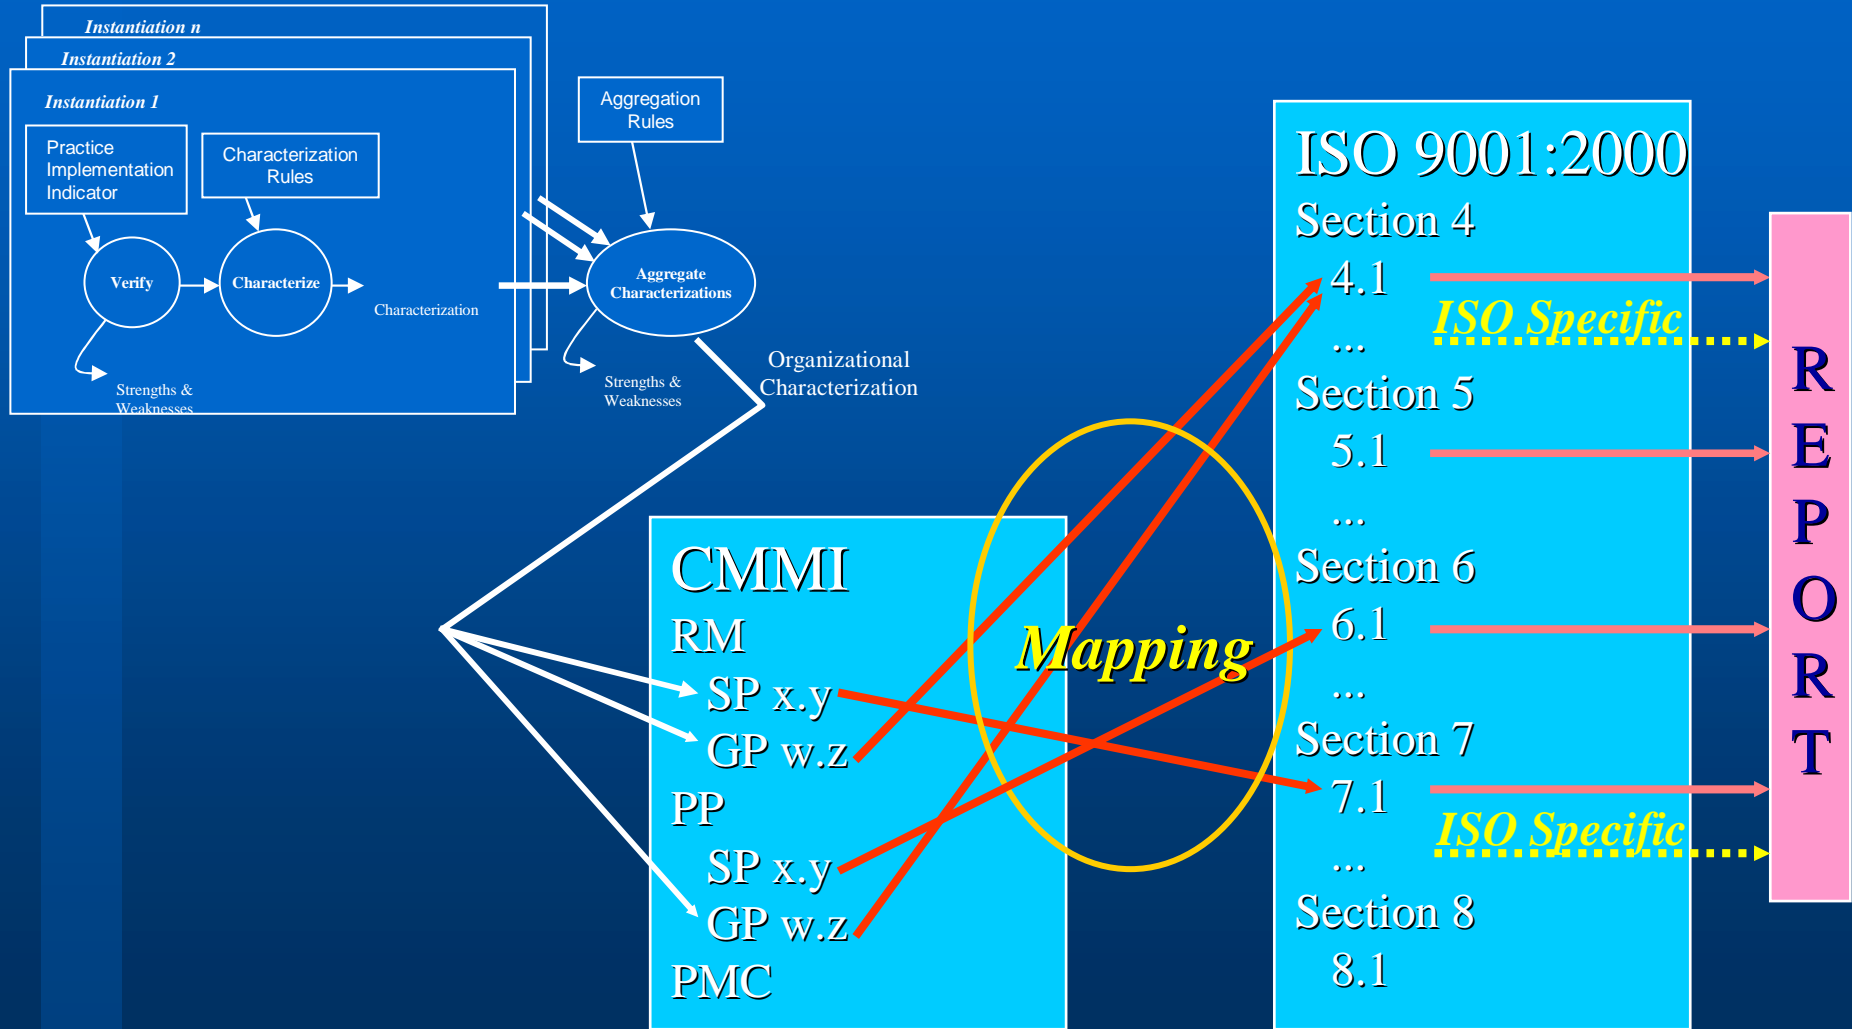 Instantiation n
Instantiation 2
Instantiation 1
Practice
Implementation
Indicator
Characterization
Rules
Verify
Characterize
Characterization
Strengths &
Weaknesses
Aggregation
Rules
Aggregate
Characterizations
Strengths &
Weaknesses
Organizational
Characterization
CMMI
RM
SP x.y
GP w.z
PP
SP x.y
GP w.z
PMC
Mapping
ISO 9001:2000
Section 4
4.1
ISO Specific
...
Section 5
5.1
...
Section 6
6.1
...
Section 7
7.1
ISO Specific
...
Section 8
8.1
R
E
P
O
R
T